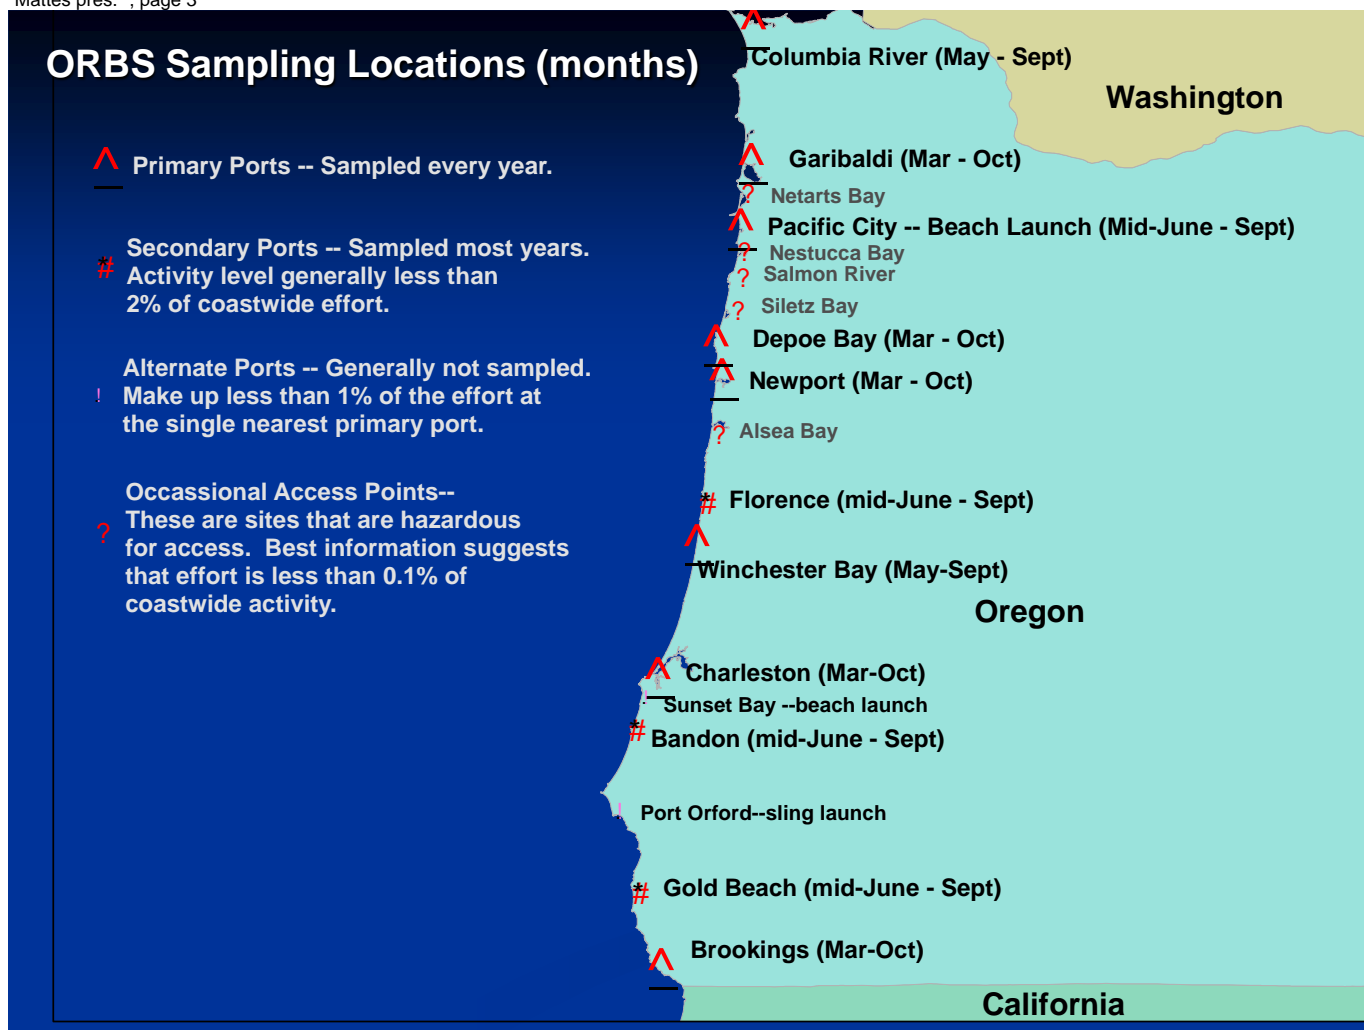 Mattes pres. , page 3
ORBS Sampling Locations (months)
^ Primary Ports -- Sampled every year.
*# Secondary Ports -- Sampled most years.
Activity level generally less than
2% of coastwide effort.
! Alternate Ports -- Generally not sampled.
Make up less than 1% of the effort at
the single nearest primary port.
? Occassional Access Points--
These are sites that are hazardous
for access. Best information suggests
that effort is less than 0.1% of
coastwide activity.
^ Columbia River (May - Sept)
Washington
^ Garibaldi (Mar - Oct)
? Netarts Bay
^ Pacific City -- Beach Launch (Mid-June - Sept)
? Nestucca Bay
? Salmon River
? Siletz Bay
^ Depoe Bay (Mar - Oct)
^ Newport (Mar - Oct)
? Alsea Bay
*# Florence (mid-June - Sept)
^ Winchester Bay (May-Sept)
Oregon
^ Charleston (Mar-Oct)
! Sunset Bay --beach launch
*# Bandon (mid-June - Sept)
! Port Orford--sling launch
*# Gold Beach (mid-June - Sept)
^ Brookings (Mar-Oct)
California